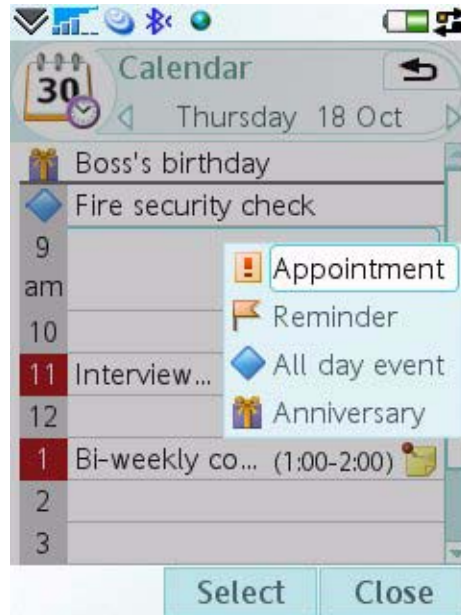 Calendar
30
Thursday 18 Oct
Boss's birthday
Fire security check
9
am
Appointment
Reminder
10
All day event
11 Interview...
12
Anniversary
1 Bi-weekly co... (1:00-2:00)
2
3
Select Close